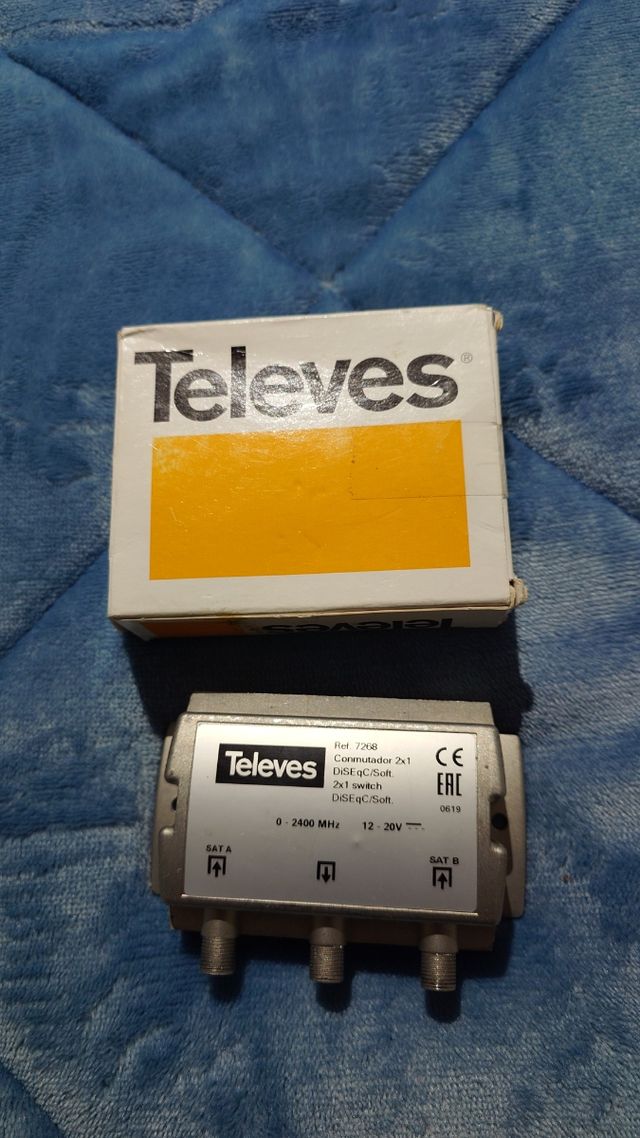 Televes®
Televes
Televes
Ref. 7268
Conmutador 2x1
DiSEqC/Soft.
2x1 switch
DiSEqC/Soft.
CE
EAC
0619
0 - 2400 MHz 12 - 20V
SAT A
SAT B